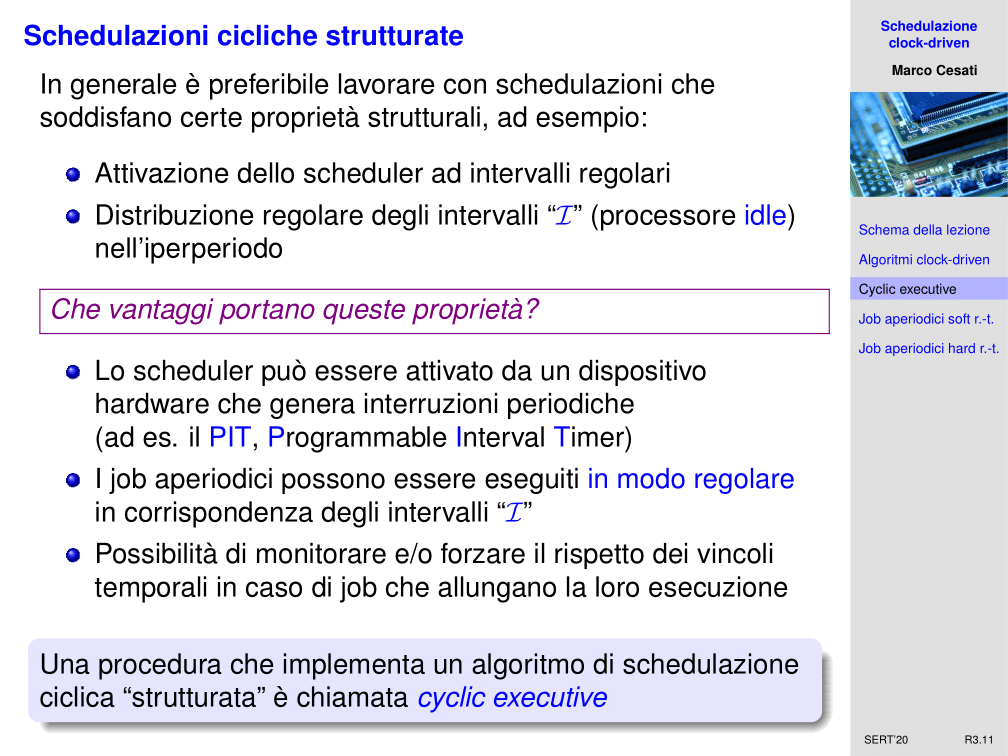 Schedulazioni cicliche strutturate
In generale è preferibile lavorare con schedulazioni che
soddisfano certe proprietà strutturali, ad esempio:
Attivazione dello scheduler ad intervalli regolari
Distribuzione regolare degli intervalli “I” (processore idle)
nell’iperperiodo
Che vantaggi portano queste proprietà?
Lo scheduler può essere attivato da un dispositivo
hardware che genera interruzioni periodiche
(ad es. il PIT, Programmable Interval Timer)
I job aperiodici possono essere eseguiti in modo regolare
in corrispondenza degli intervalli “I”
Possibilità di monitorare e/o forzare il rispetto dei vincoli
temporali in caso di job che allungano la loro esecuzione
Una procedura che implementa un algoritmo di schedulazione
ciclica “strutturata” è chiamata cyclic executive
Schedulazione
clock-driven
Marco Cesati
R47 R48
Schema della lezione
Algoritmi clock-driven
Cyclic executive
Job aperiodici soft r.-t.
Job aperiodici hard r.-t.
SERT’20 R3.11